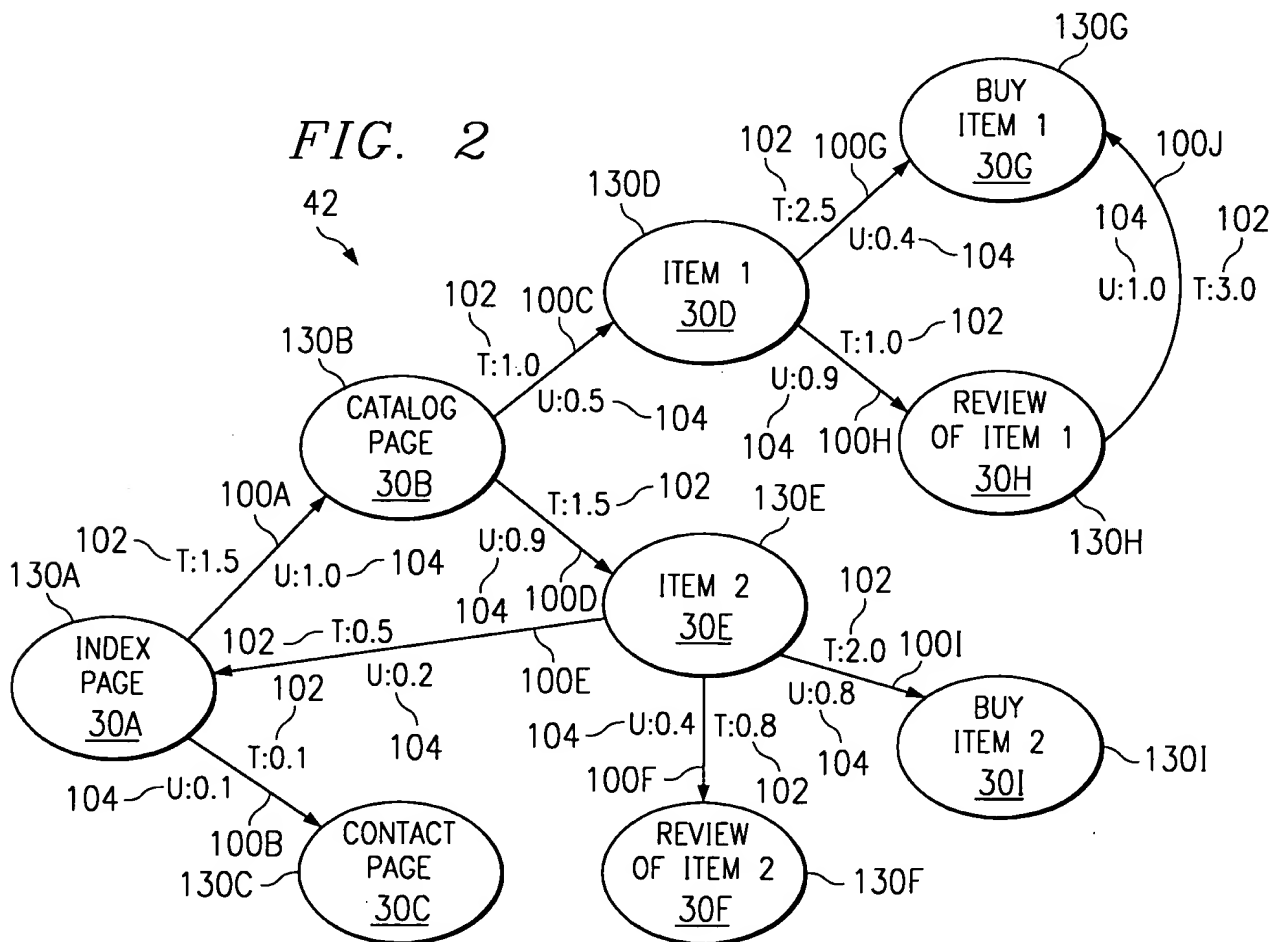 FIG. 2
42
130G
BUY
ITEM 1
30G
102
100G
T:2.5
U:0.4
104
100J
104
U:1.0
102
T:3.0
130D
ITEM 1
30D
102
100C
T:1.0
U:0.5
104
T:1.0
102
U:0.9
104
100H
REVIEW
OF ITEM 1
30H
130H
130B
CATALOG
PAGE
30B
100A
102
T:1.5
U:1.0
104
T:1.5
102
U:0.9
104
100D
130E
ITEM 2
30E
130A
INDEX
PAGE
30A
102
T:0.5
U:0.2
104
100E
102
T:2.0
100I
U:0.8
104
BUY
ITEM 2
30I
130I
102
T:0.1
104
U:0.1
100B
130C
CONTACT
PAGE
30C
104
U:0.4
T:0.8
102
100F
REVIEW
OF ITEM 2
30F
130F